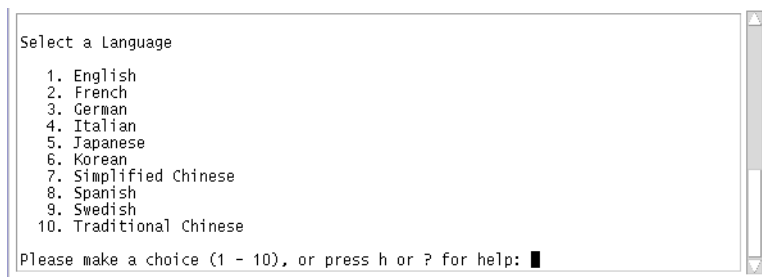 Select a Language
1. English
2. French
3. German
4. Italian
5. Japanese
6. Korean
7. Simplified Chinese
8. Spanish
9. Swedish
10. Traditional Chinese
Please make a choice (1 - 10), or press h or ? for help: